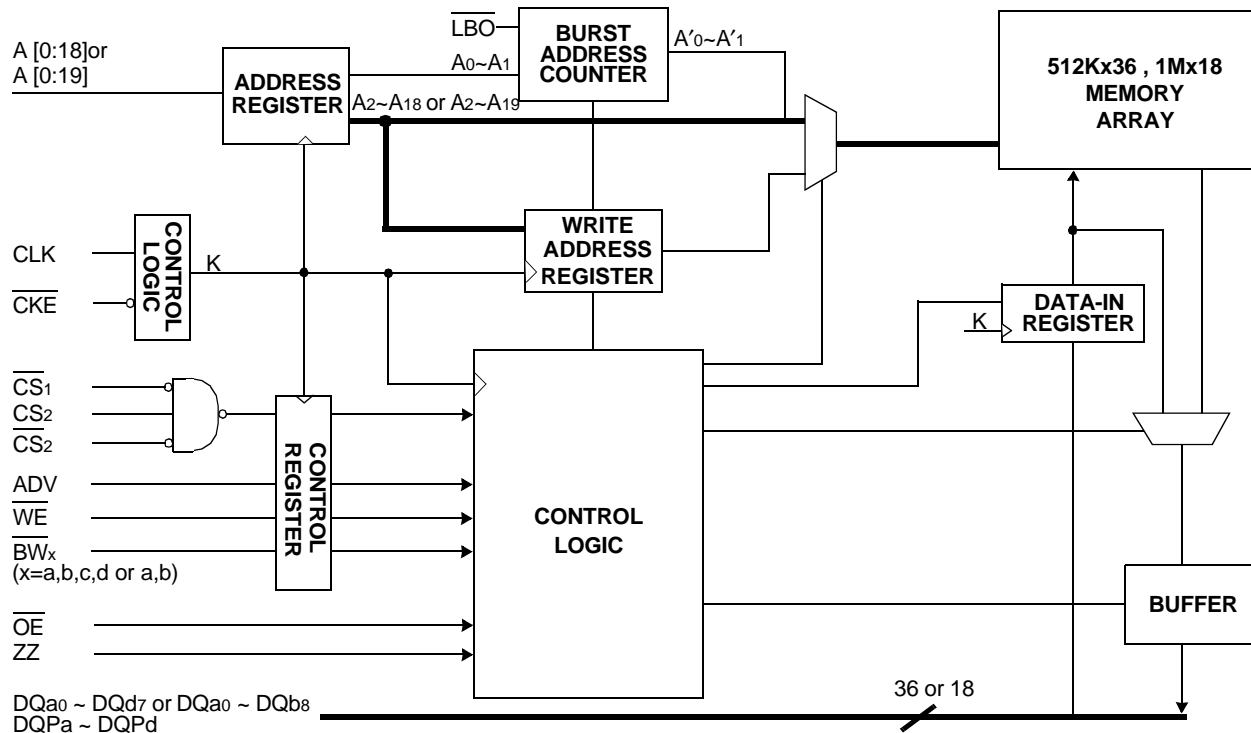 A [0:18]or
A [0:19]
ADDRESS
REGISTER
LBO
A0~A1
A2~A18 or A2~A19
BURST
ADDRESS
COUNTER
A′0~A′1
512Kx36 , 1Mx18
MEMORY
ARRAY
WRITE
ADDRESS
REGISTER
CLK
CKE
CONTROL
LOGIC
K
K
DATA-IN
REGISTER
CS1
CS2
CS2
ADV
WE
BWx
(x=a,b,c,d or a,b)
OE
ZZ
CONTROL
REGISTER
CONTROL
LOGIC
BUFFER
DQa0 ~ DQd7 or DQa0 ~ DQb8
DQPa ~ DQPd
36 or 18